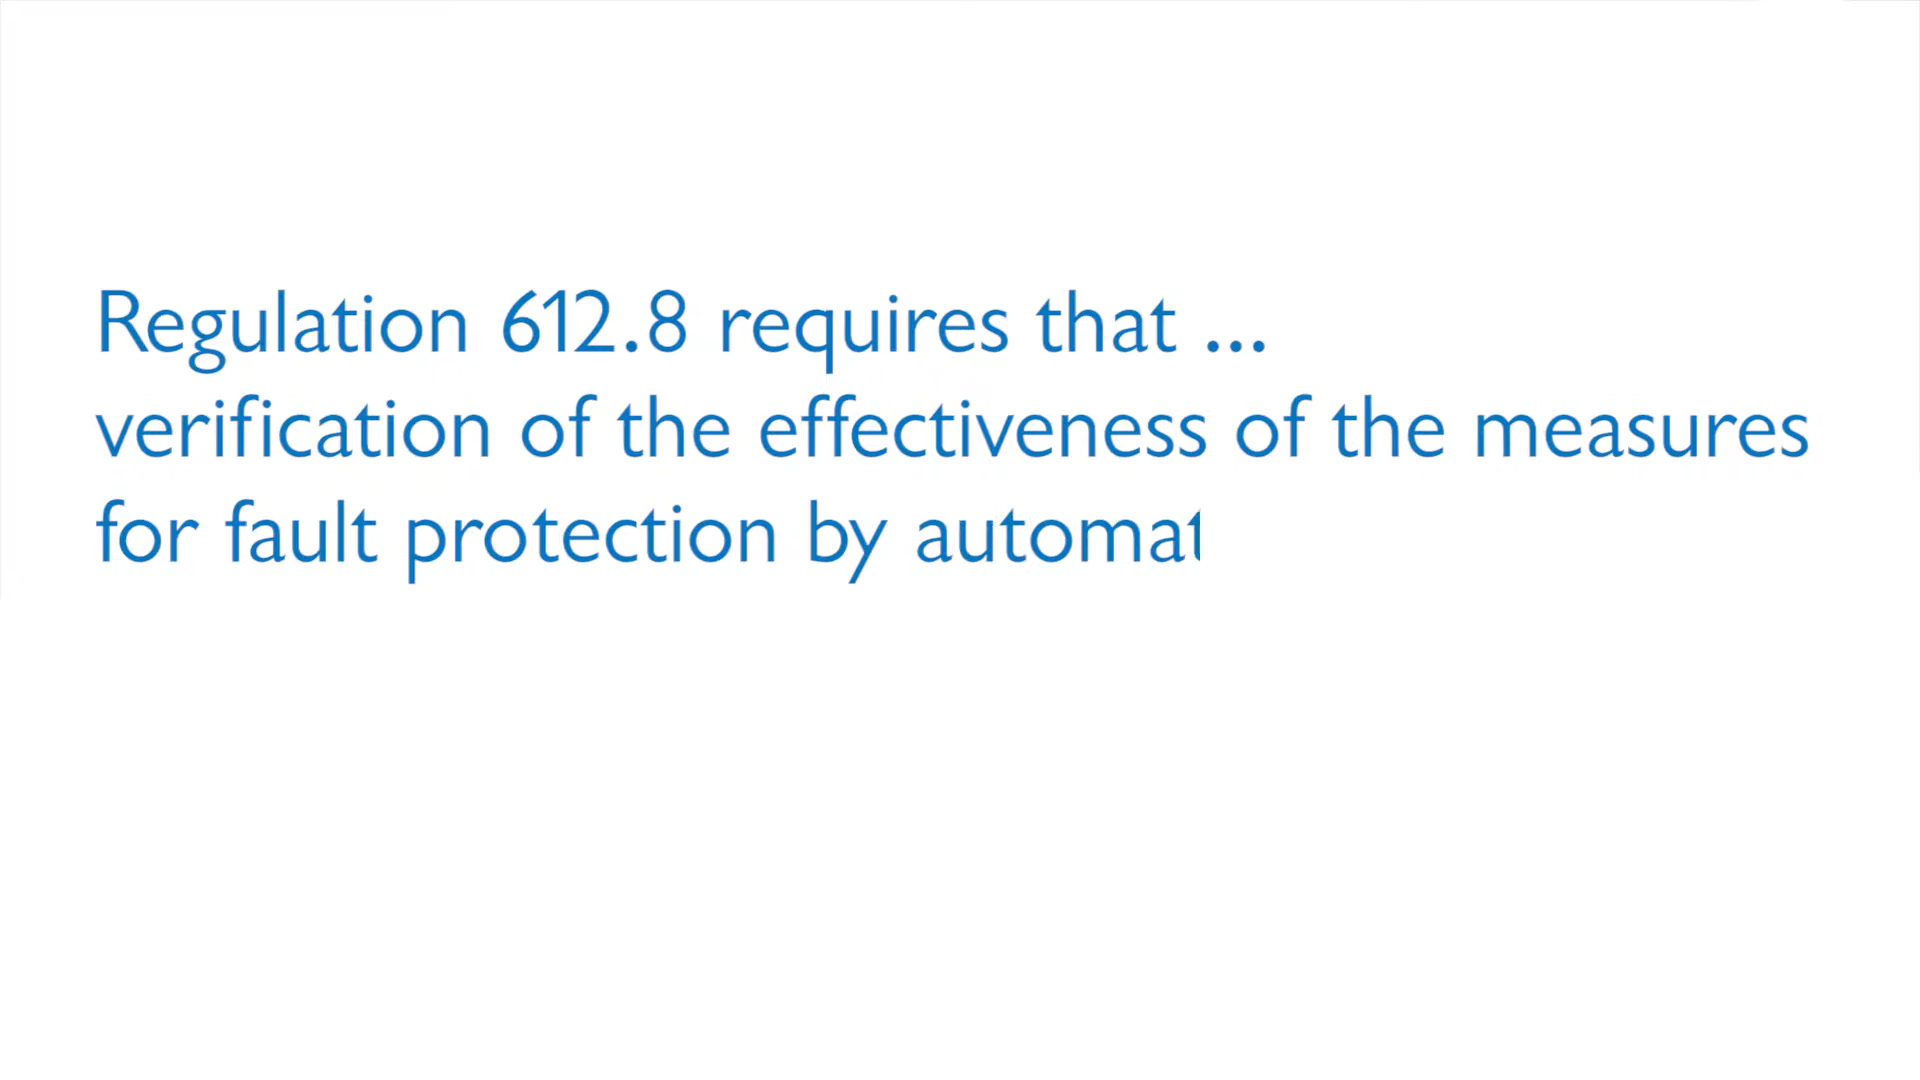 Regulation 612.8 requires that ...
verification of the effectiveness of the measures
for fault protection by automat